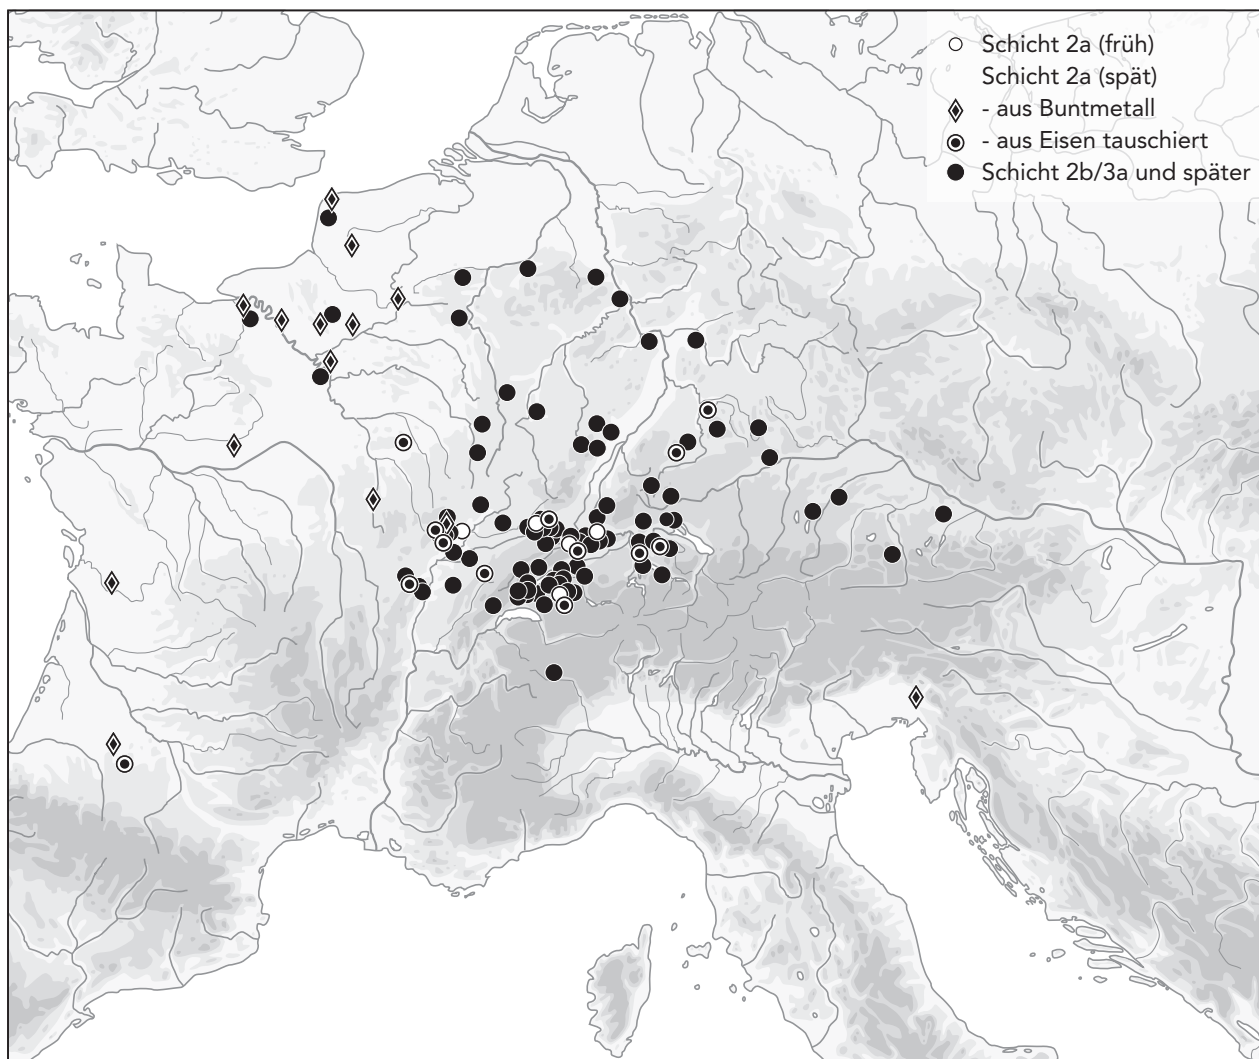 Schicht 2a (früh)
Schicht 2a (spät)
- aus Buntmetall
- aus Eisen tauschiert
Schicht 2b/3a und später